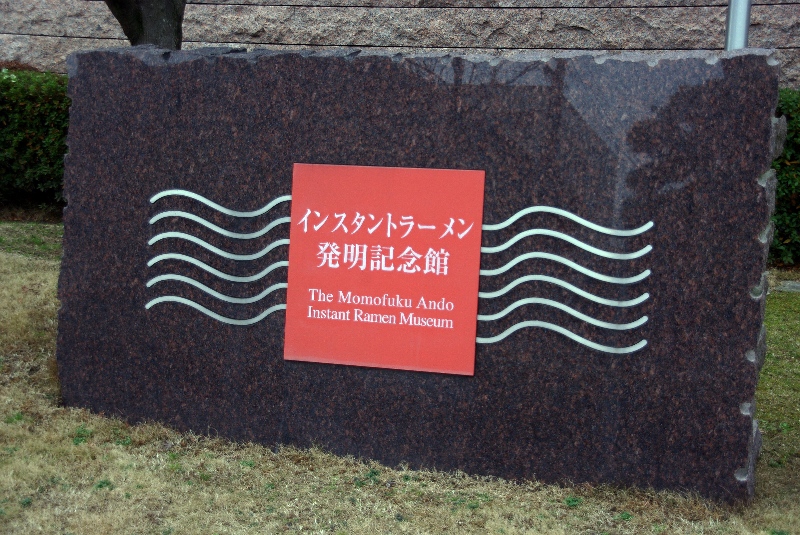 インスタントラーメン
発明記念館
The Momofuku Ando
Instant Ramen Museum